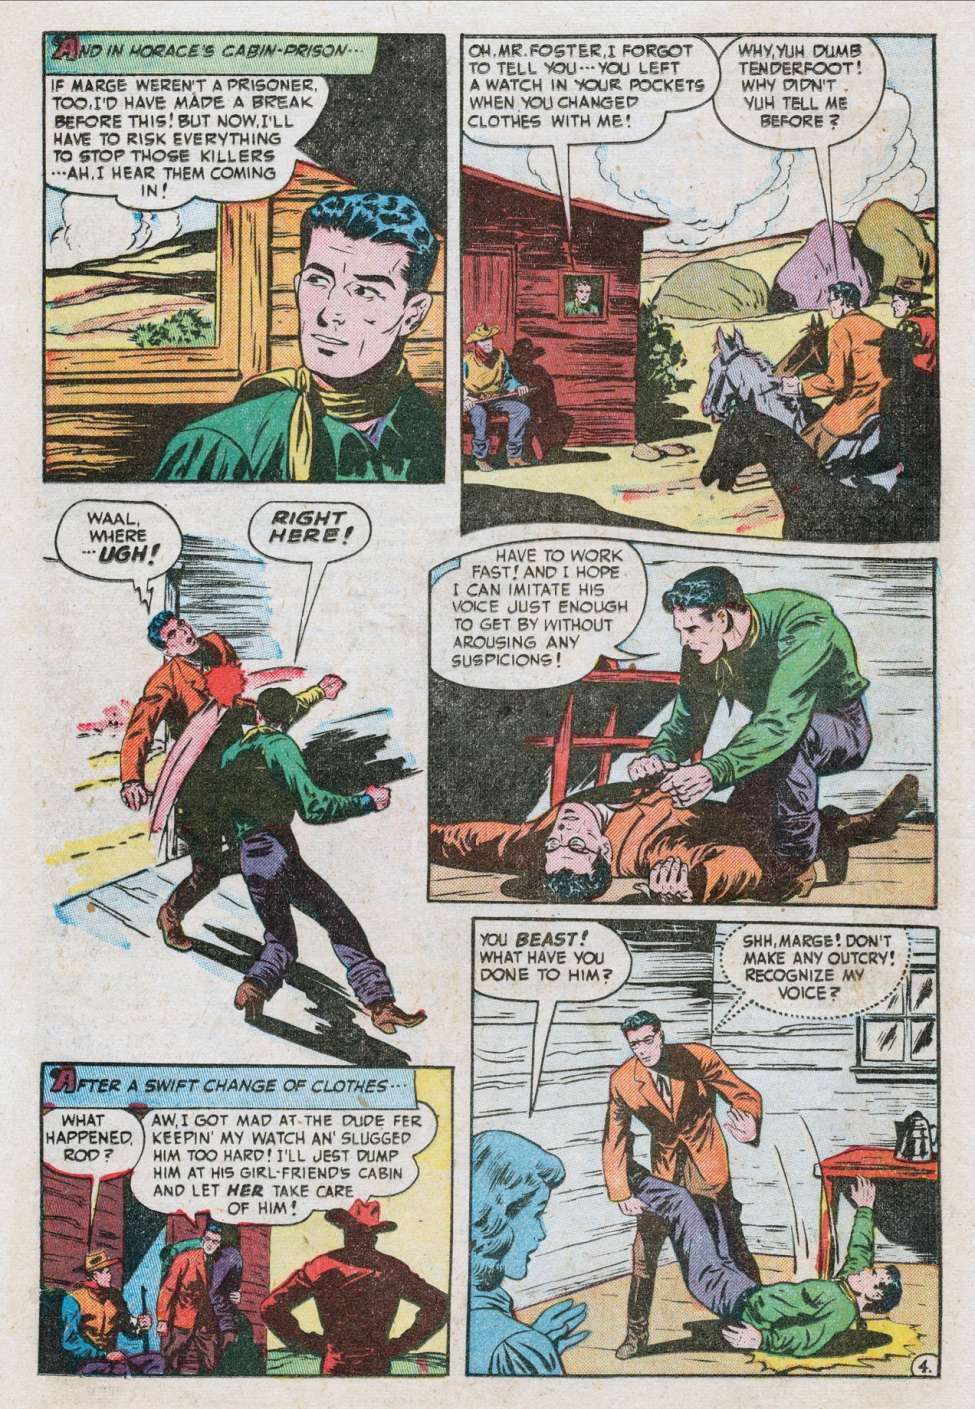 AND IN HORACE'S CABIN-PRISON---
IF MARGE WEREN'T A PRISONER,
TOO, I'D HAVE MADE A BREAK
BEFORE THIS! BUT NOW, I'LL
HAVE TO RISK EVERYTHING
TO STOP THOSE KILLERS
---AH, I HEAR THEM COMING
IN!
OH, MR. FOSTER, I FORGOT
TO TELL YOU---YOU LEFT
A WATCH IN YOUR POCKETS
WHEN YOU CHANGED
CLOTHES WITH ME!
WHY, YUH DUMB
TENDERFOOT!
WHY DIDN'T
YUH TELL ME
BEFORE?
WAAL,
WHERE
---UGH!
RIGHT
HERE!
HAVE TO WORK
FAST! AND I HOPE
I CAN IMITATE HIS
VOICE JUST ENOUGH
TO GET BY WITHOUT
AROUSING ANY
SUSPICIONS!
AFTER A SWIFT CHANGE OF CLOTHES---
WHAT
HAPPENED,
ROD?
AW, I GOT MAD AT THE DUDE FER
KEEPIN' MY WATCH AN' SLUGGED
HIM TOO HARD! I'LL JEST DUMP
HIM AT HIS GIRL-FRIEND'S CABIN
AND LET HER TAKE CARE
OF HIM!
YOU BEAST!
WHAT HAVE YOU
DONE TO HIM?
SHH, MARGE! DON'T
MAKE ANY OUTCRY!
RECOGNIZE MY
VOICE?
4.